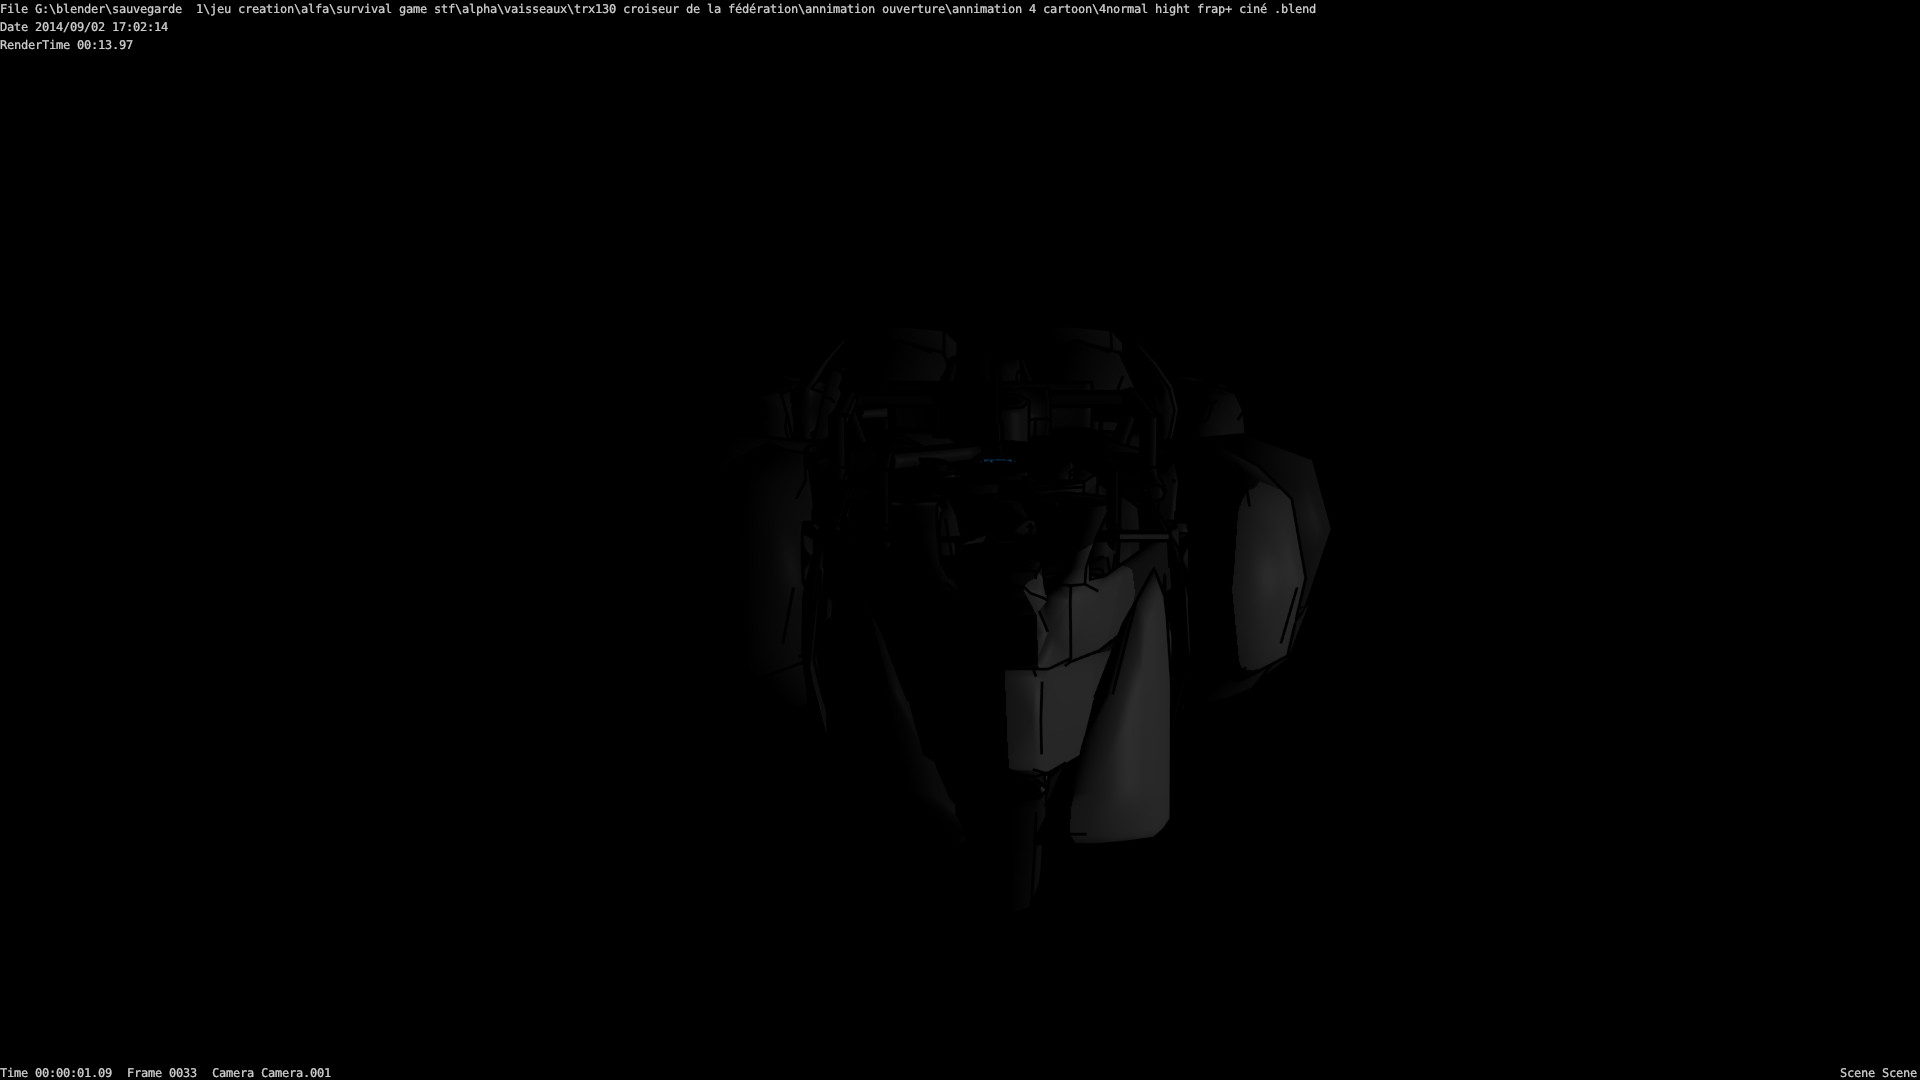 File G:\blender\sauvegarde  1\jeu creation\alfa\survival game stf\alpha\vaisseaux\trx130 croiseur de la fédération\annimation ouverture\annimation 4 cartoon\4normal hight frap+ ciné .blend
Date 2014/09/02 17:02:14
RenderTime 00:13.97
Time 00:00:01.09  Frame 0033  Camera Camera.001
Scene Scene